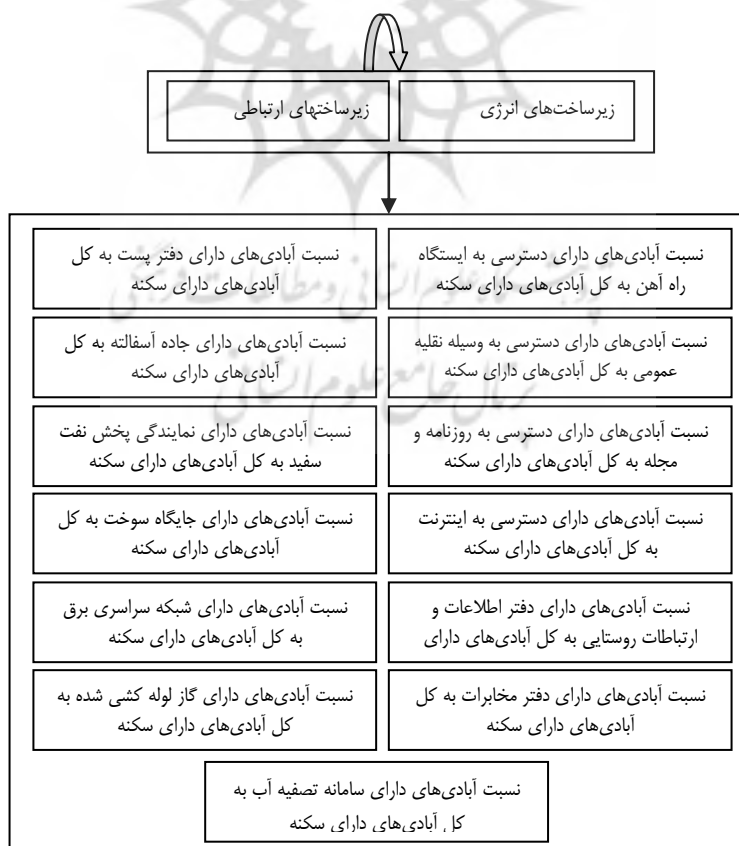 زیرساخت‌های انرژی
زیرساختهای ارتباطی
نسبت آبادی‌های دارای دسترسی به ایستگاه
راه آهن به کل آبادی‌های دارای سکنه
نسبت آبادی‌های دارای دفتر پست به کل
آبادی‌های دارای سکنه
نسبت آبادی‌های دارای دسترسی به وسیله نقلیه
عمومی به کل آبادی‌های دارای سکنه
نسبت آبادی‌های دارای جاده آسفالته به کل
آبادی‌های دارای سکنه
نسبت آبادی‌های دارای دسترسی به روزنامه و
مجله به کل آبادی‌های دارای سکنه
نسبت آبادی‌های دارای نمایندگی پخش نفت
سفید به کل آبادی‌های دارای سکنه
نسبت آبادی‌های دارای دسترسی به اینترنت
به کل آبادی‌های دارای سکنه
نسبت آبادی‌های دارای جایگاه سوخت به کل
آبادی‌های دارای سکنه
نسبت آبادی‌های دارای دفتر اطلاعات و
ارتباطات روستایی به کل آبادی‌های دارای
نسبت آبادی‌های دارای شبکه سراسری برق
به کل آبادی‌های دارای سکنه
نسبت آبادی‌های دارای دفتر مخابرات به کل
آبادی‌های دارای سکنه
نسبت آبادی‌های دارای گاز لوله کشی شده به
کل آبادی‌های دارای سکنه
نسبت آبادی‌های دارای سامانه تصفیه آب به
کل آبادی‌های دارای سکنه
پژوهشگاه علوم انسانی و مطالعات فرهنگی
پرتال جامع علوم انسانی